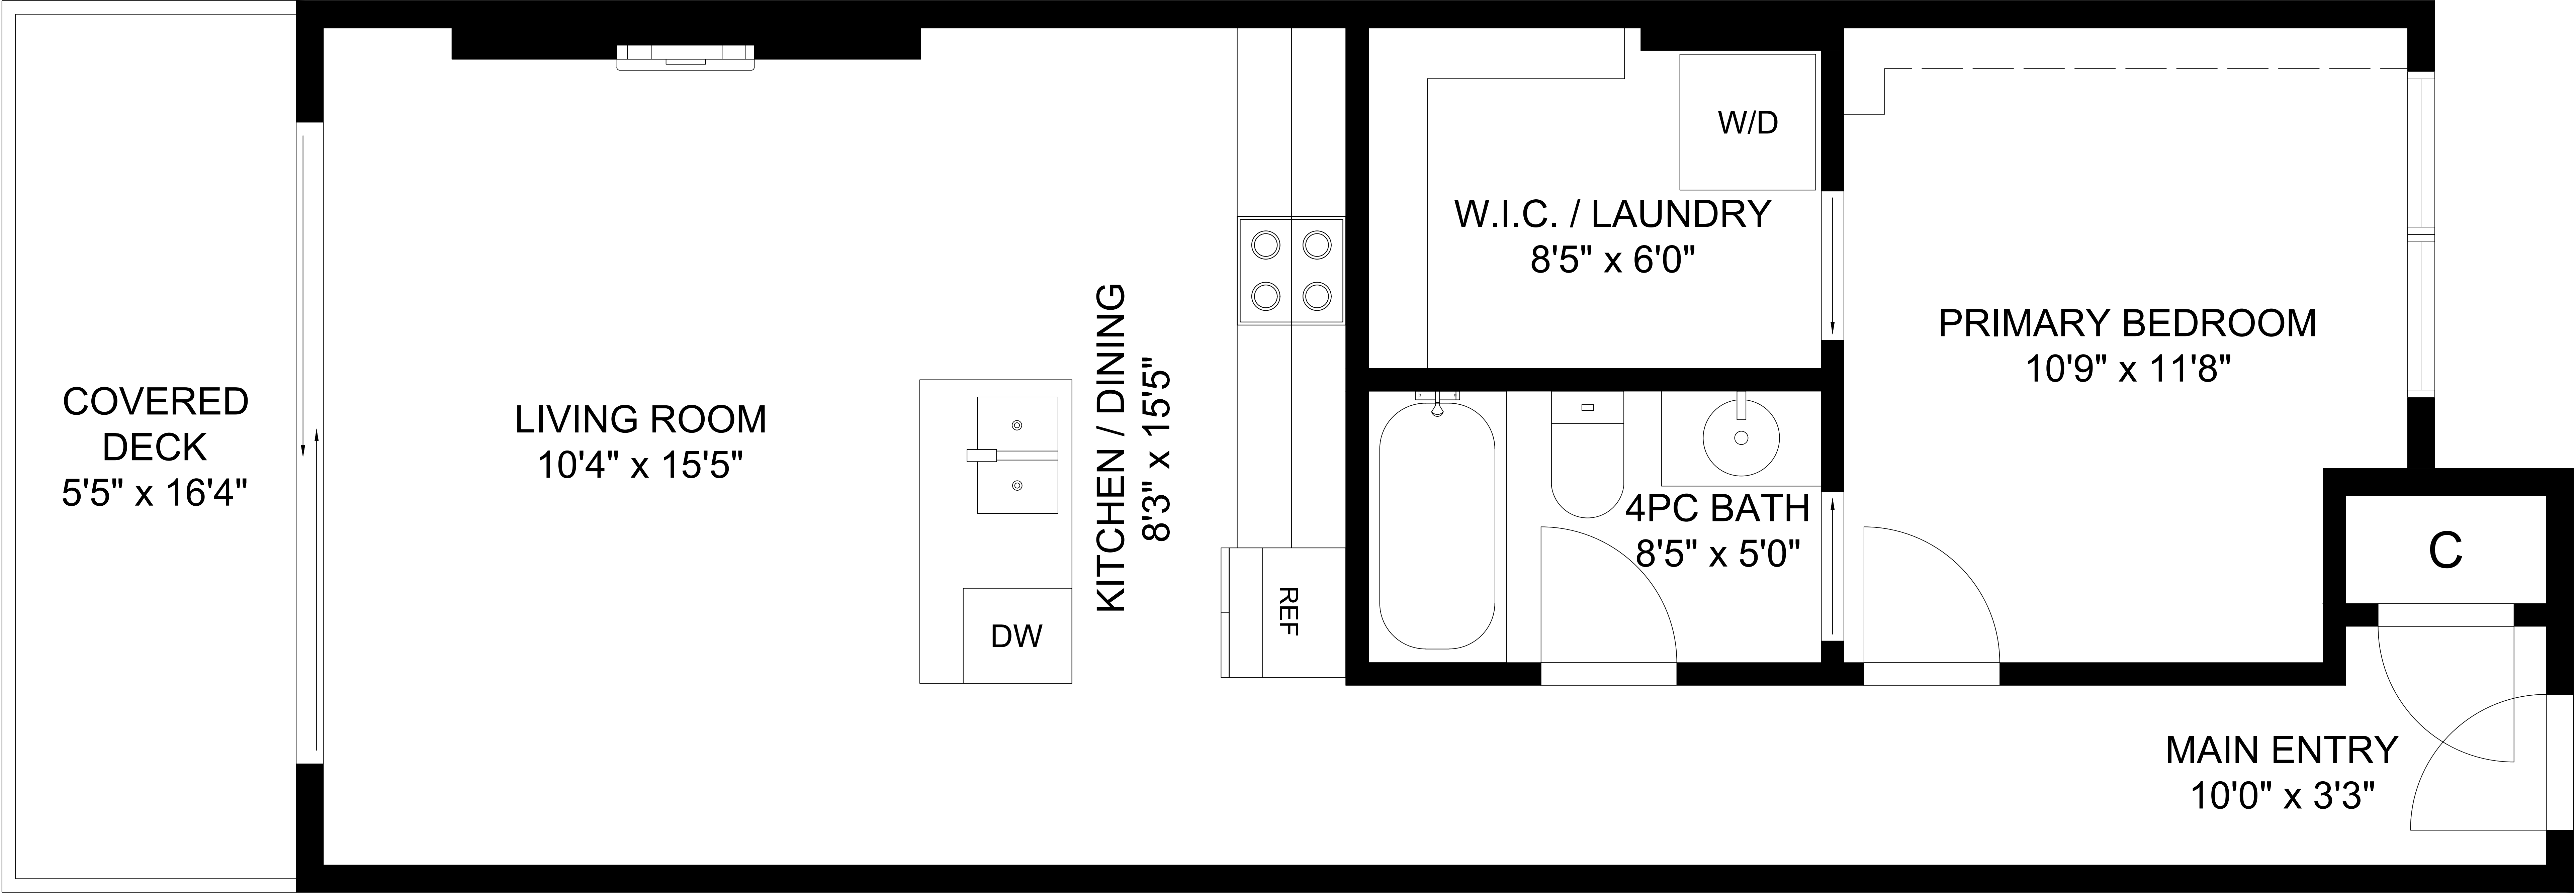 COVERED
DECK
5'5" x 16'4"
LIVING ROOM
10'4" x 15'5"
KITCHEN / DINING
8'3" x 15'5"
DW
REF
W/D
W.I.C. / LAUNDRY
8'5" x 6'0"
4PC BATH
8'5" x 5'0"
PRIMARY BEDROOM
10'9" x 11'8"
C
MAIN ENTRY
10'0" x 3'3"